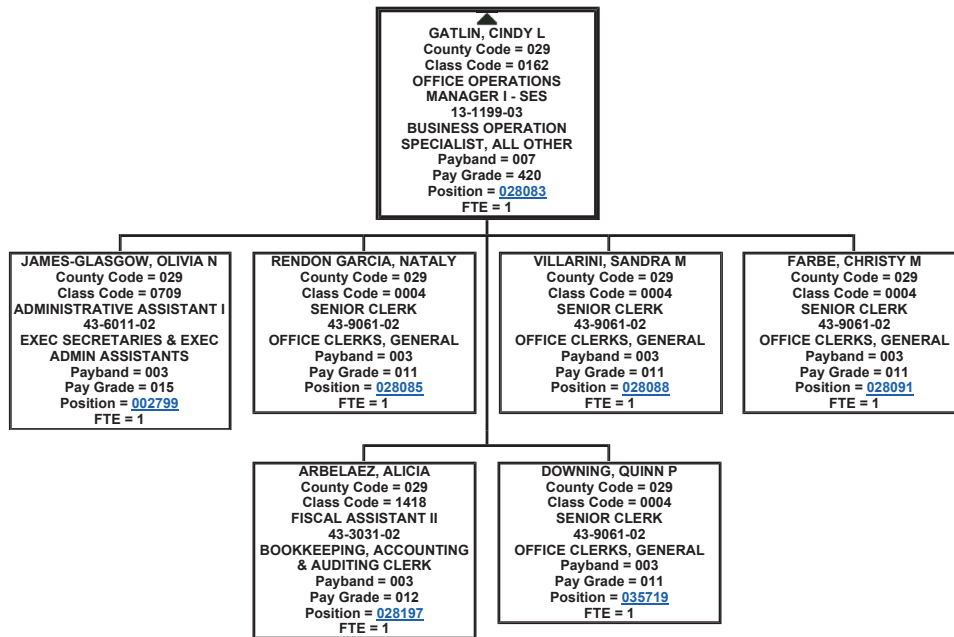 GATLIN, CINDY L
County Code = 029
Class Code = 0162
OFFICE OPERATIONS
MANAGER I - SES
13-1199-03
BUSINESS OPERATION
SPECIALIST, ALL OTHER
Payband = 007
Pay Grade = 420
Position = 028083
FTE = 1
JAMES-GLASGOW, OLIVIA N
County Code = 029
Class Code = 0709
ADMINISTRATIVE ASSISTANT I
43-6011-02
EXEC SECRETARIES & EXEC
ADMIN ASSISTANTS
Payband = 003
Pay Grade = 015
Position = 002799
FTE = 1
RENDON GARCIA, NATALY
County Code = 029
Class Code = 0004
SENIOR CLERK
43-9061-02
OFFICE CLERKS, GENERAL
Payband = 003
Pay Grade = 011
Position = 028085
FTE = 1
VILLARINI, SANDRA M
County Code = 029
Class Code = 0004
SENIOR CLERK
43-9061-02
OFFICE CLERKS, GENERAL
Payband = 003
Pay Grade = 011
Position = 028088
FTE = 1
FARBE, CHRISTY M
County Code = 029
Class Code = 0004
SENIOR CLERK
43-9061-02
OFFICE CLERKS, GENERAL
Payband = 003
Pay Grade = 011
Position = 028091
FTE = 1
ARBELAEZ, ALICIA
County Code = 029
Class Code = 1418
FISCAL ASSISTANT II
43-3031-02
BOOKKEEPING, ACCOUNTING
& AUDITING CLERK
Payband = 003
Pay Grade = 012
Position = 028197
FTE = 1
DOWNING, QUINN P
County Code = 029
Class Code = 0004
SENIOR CLERK
43-9061-02
OFFICE CLERKS, GENERAL
Payband = 003
Pay Grade = 011
Position = 035719
FTE = 1